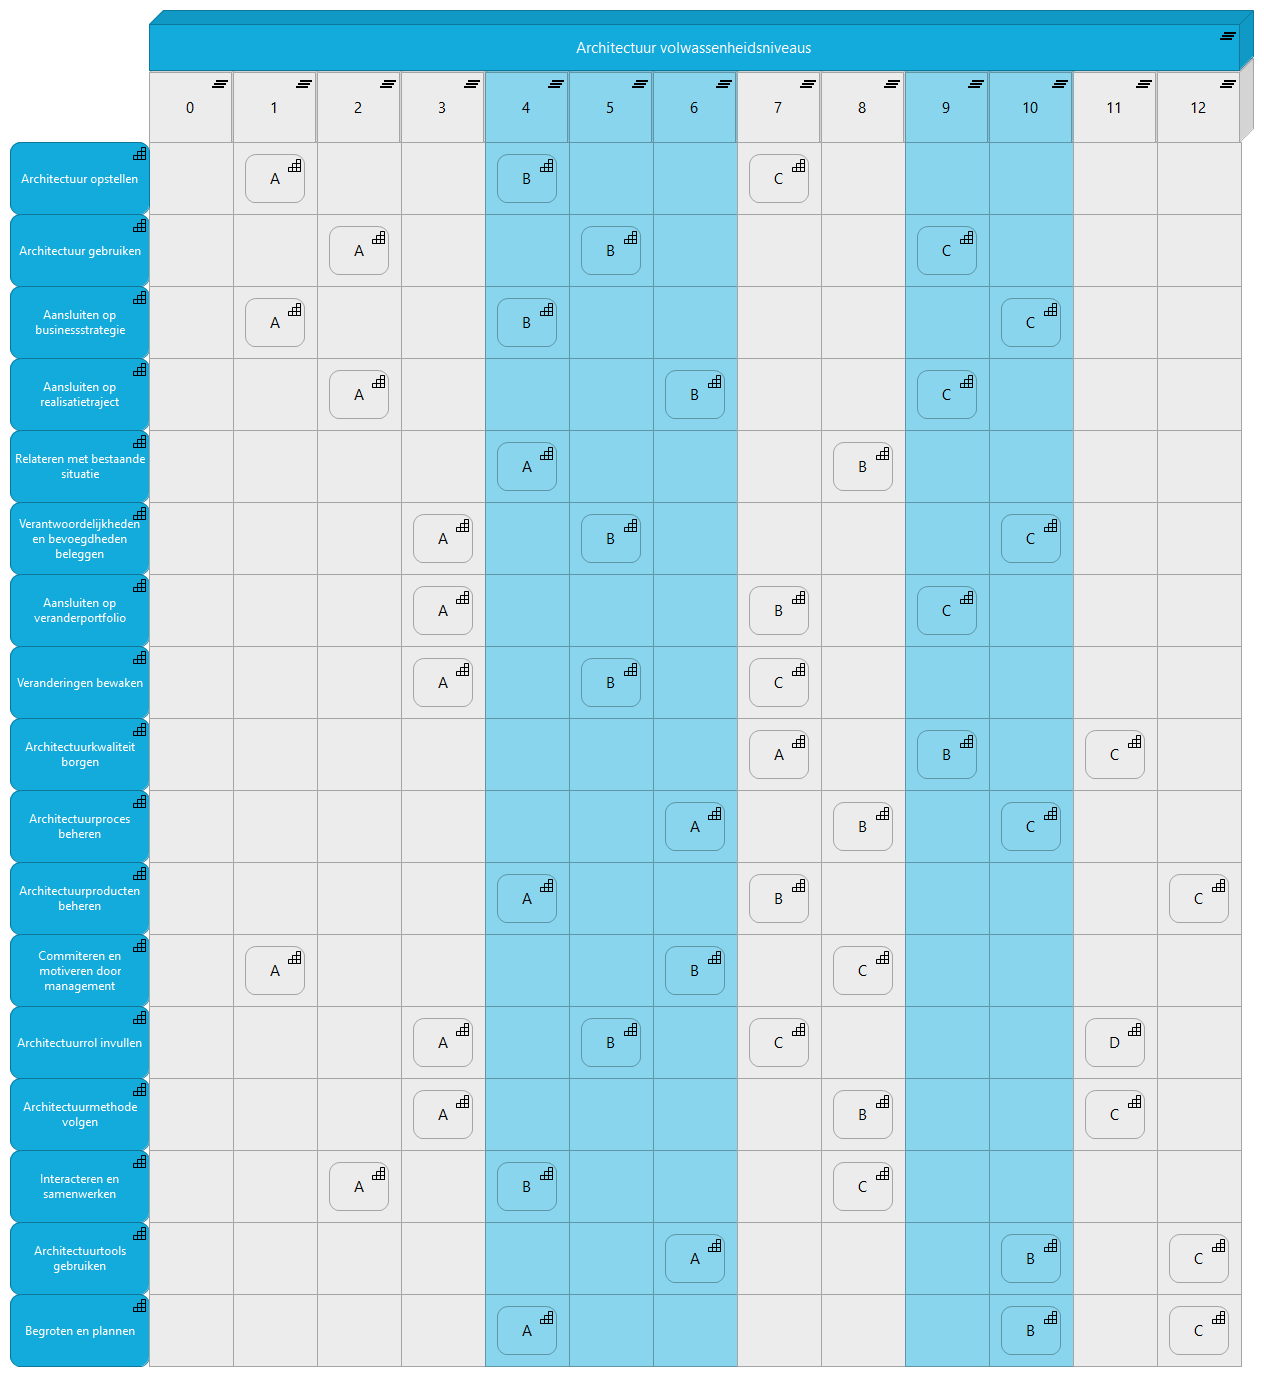 Architectuur volwassenheidsniveaus
0 1 2 3 4 5 6 7 8 9 10 11 12
Architectuur opstellen A B C
Architectuur gebruiken A B C
Aansluiten op
businessstrategie A B C
Aansluiten op
realisatietraject A B C
Relateren met bestaande
situatie A B
Verantwoordelijkheden
en bevoegdheden
beleggen A B C
Aansluiten op
veranderportfolio A B C
Veranderingen bewaken A B C
Architectuurkwaliteit
borgen A B C
Architectuurproces
beheren A B C
Architectuurproducten
beheren A B C
Commiteren en
motiveren door
management A B C
Architectuurrol invullen A B C D
Architectuurmethode
volgen A B C
Interacteren en
samenwerken A B C
Architectuurtools
gebruiken A B C
Begroten en plannen A B C